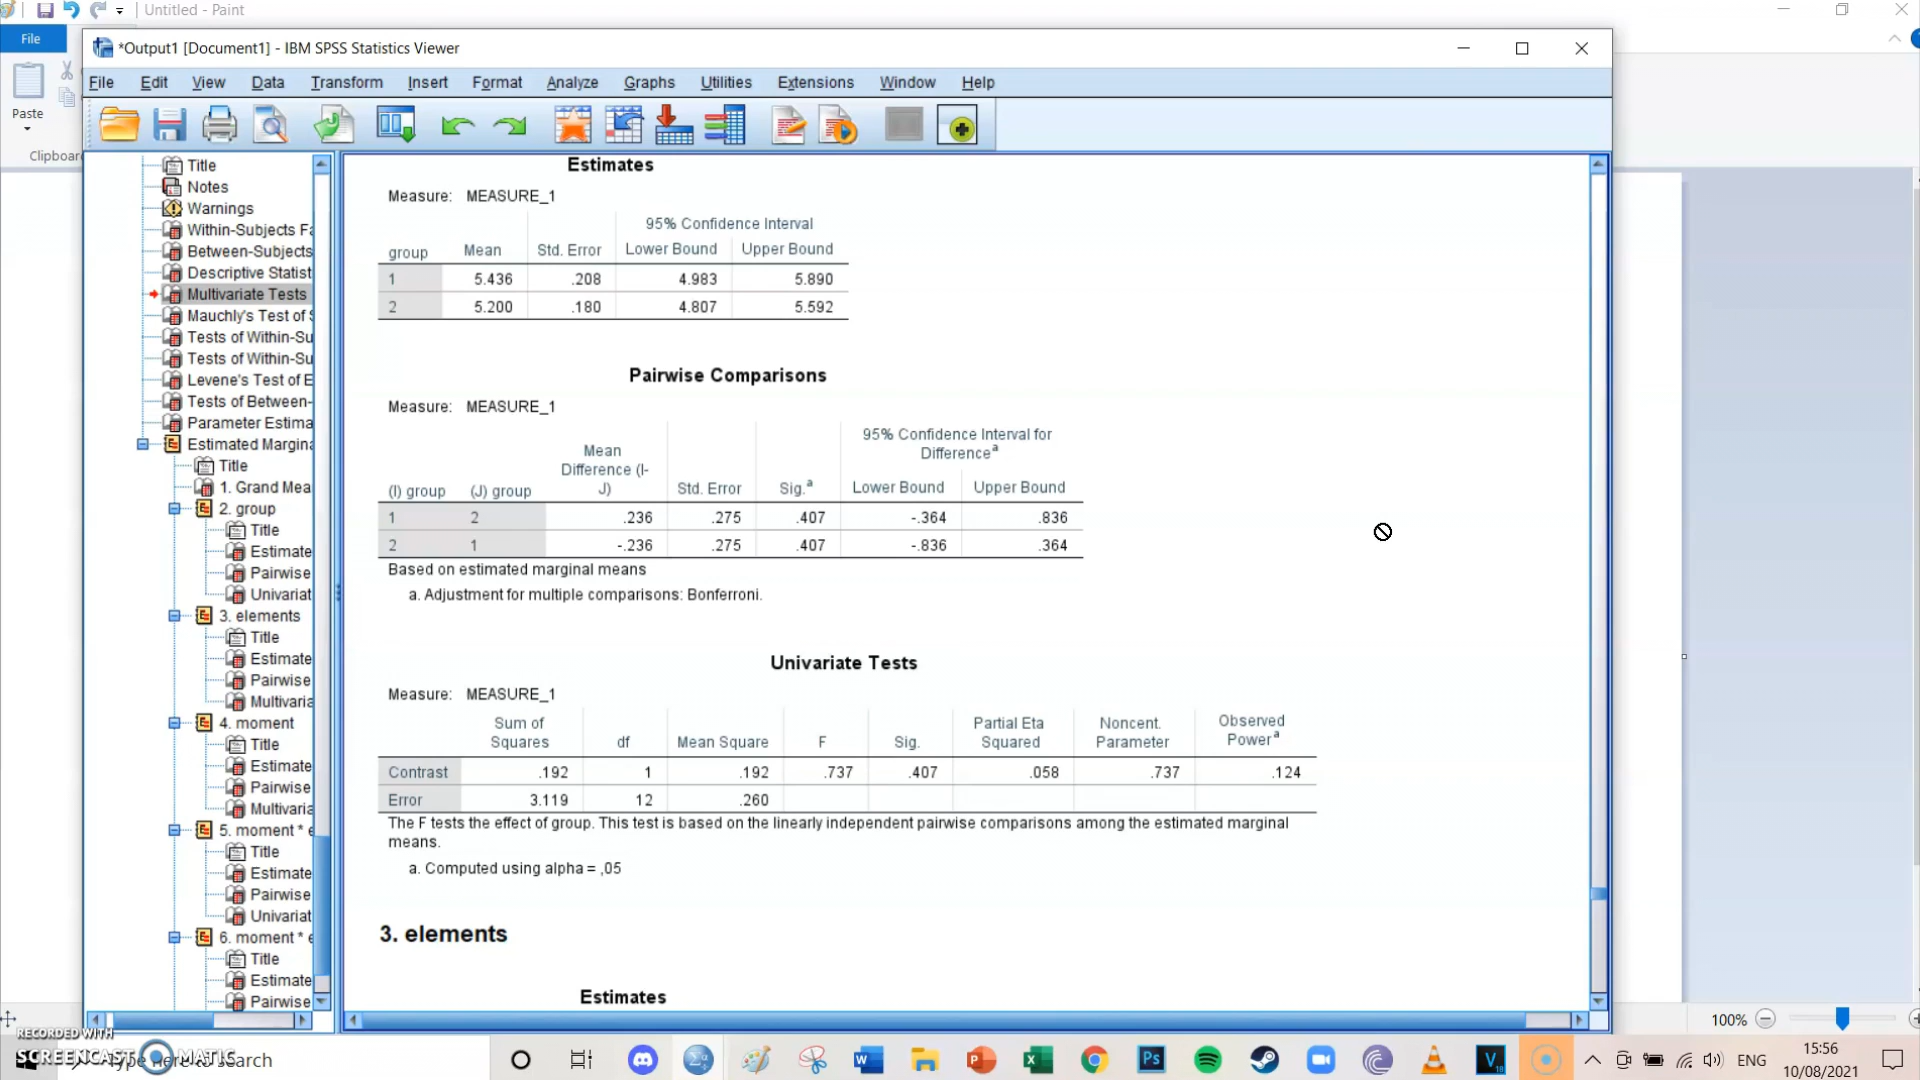 Untitled - Paint
File
Paste
Clipboard
*Output1 [Document1] - IBM SPSS Statistics Viewer
File Edit View Data Transform Insert Format Analyze Graphs Utilities Extensions Window Help
Title
Notes
Warnings
Within-Subjects Fa
Between-Subjects
Descriptive Statist
Multivariate Tests
Mauchly's Test of S
Tests of Within-Su
Tests of Within-Su
Levene's Test of E
Tests of Between-
Parameter Estima
Estimated Margina
Title
1. Grand Mea
2. group
Title
Estimate
Pairwise
Univariat
3. elements
Title
Estimate
Pairwise
Multivaria
4. moment
Title
Estimate
Pairwise
Multivaria
5. moment * e
Title
Estimate
Pairwise
Univariat
6. moment * e
Title
Estimate
Pairwise
Estimates
Measure: MEASURE_1
95% Confidence Interval
group Mean Std. Error Lower Bound Upper Bound
1 5.436 .208 4.983 5.890
2 5.200 .180 4.807 5.592
Pairwise Comparisons
Measure: MEASURE_1
95% Confidence Interval for
Differenceᵃ
Mean
Difference (I-
J)
(I) group (J) group Std. Error Sig.ᵃ Lower Bound Upper Bound
1 2 .236 .275 .407 -.364 .836
2 1 -.236 .275 .407 -.836 .364
Based on estimated marginal means
a. Adjustment for multiple comparisons: Bonferroni.
Univariate Tests
Measure: MEASURE_1
Sum of
Squares df Mean Square F Sig. Partial Eta
Squared Noncent.
Parameter Observed
Powerᵃ
Contrast .192 1 .192 .737 .407 .058 .737 .124
Error 3.119 12 .260
The F tests the effect of group. This test is based on the linearly independent pairwise comparisons among the estimated marginal
means.
a. Computed using alpha = ,05
3. elements
Estimates
100%
RECORDED WITH
SCREENCAST MATIC
Type here to search
ENG
15:56
10/08/2021